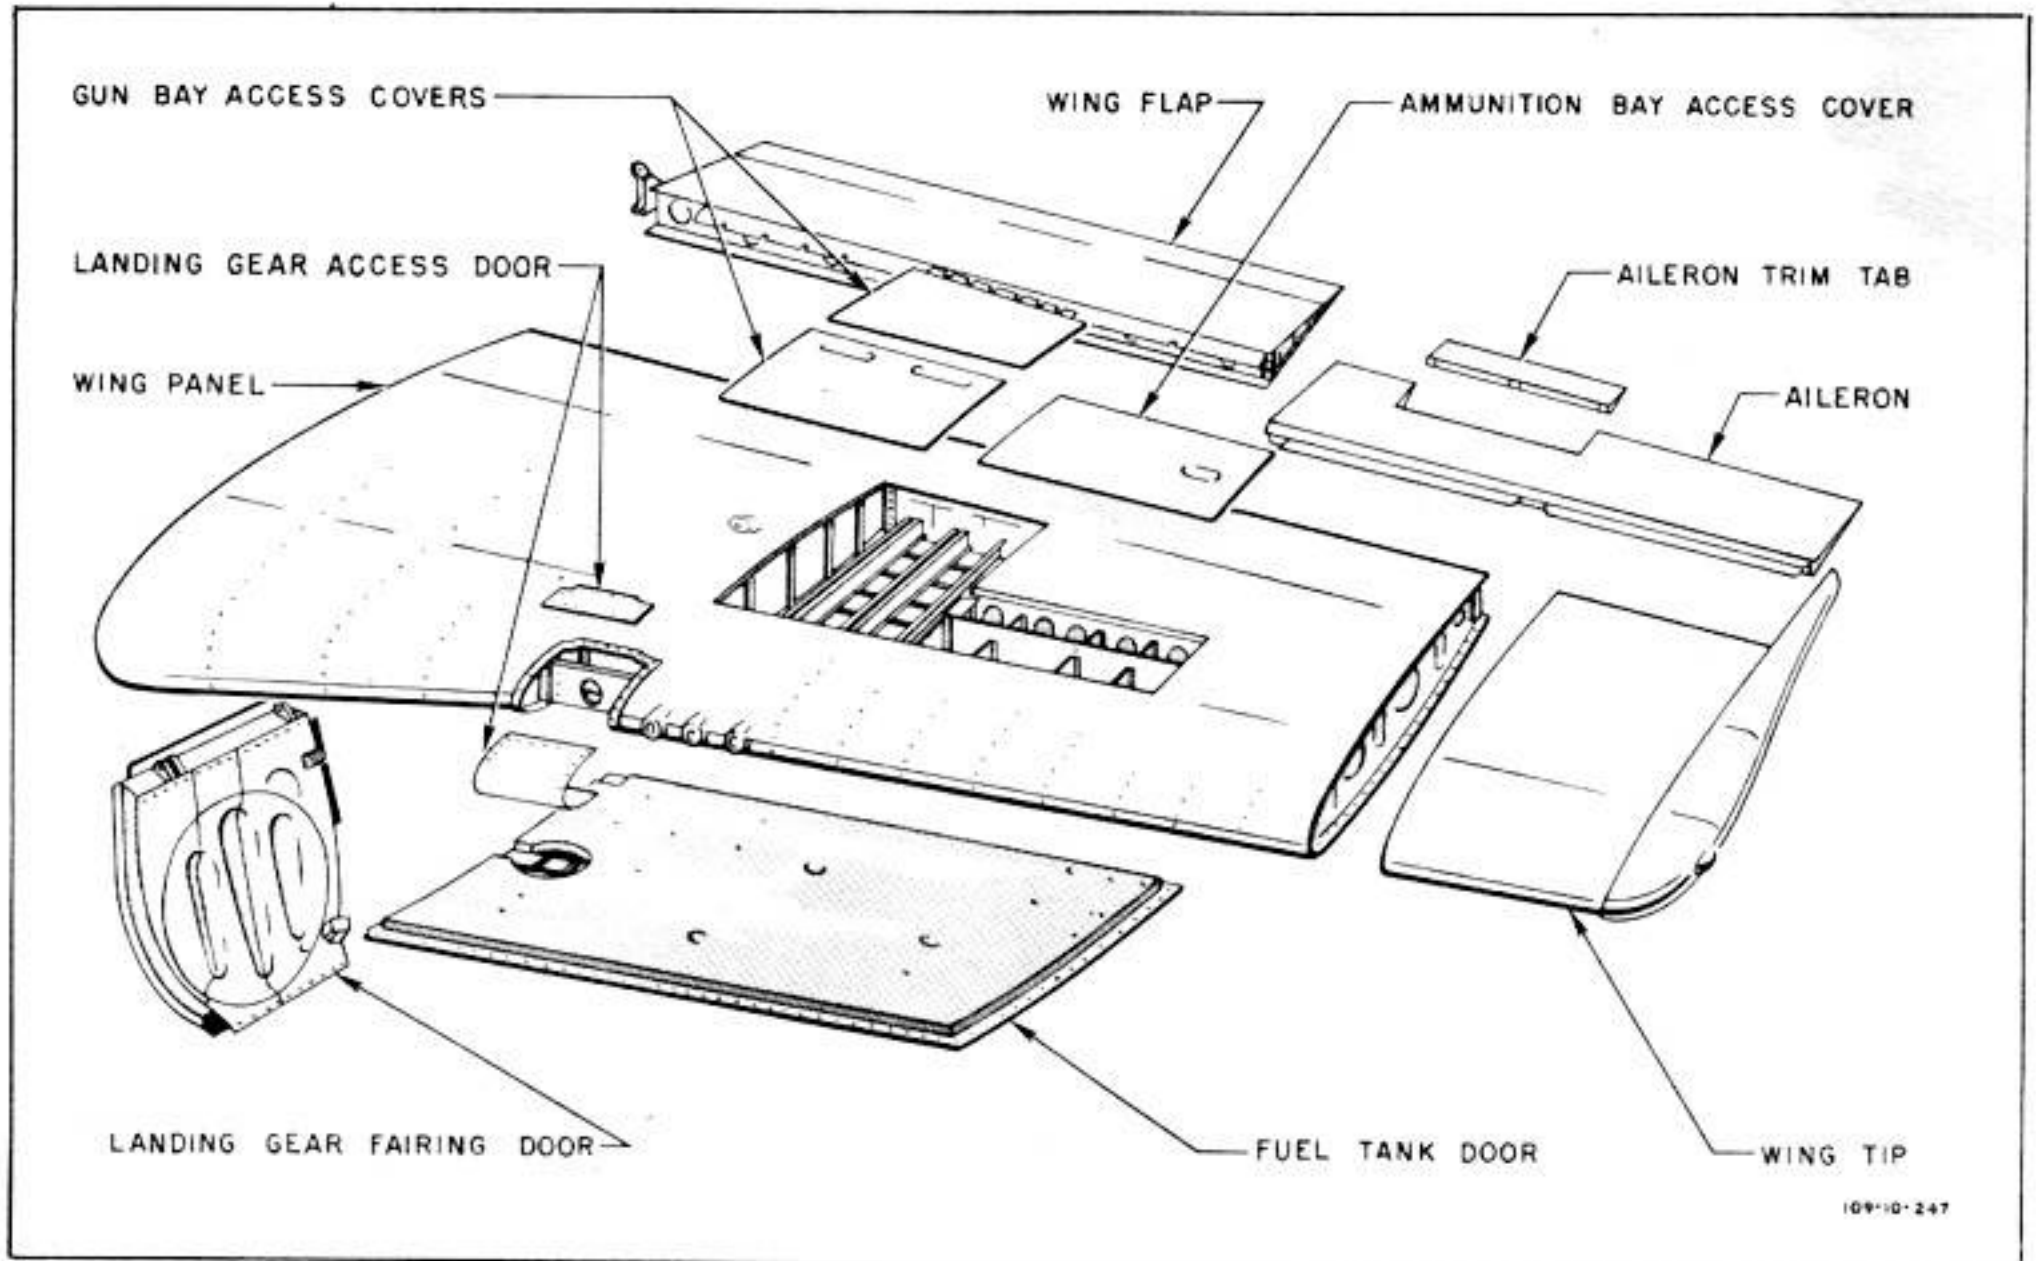 GUN BAY ACCESS COVERS
WING FLAP
AMMUNITION BAY ACCESS COVER
LANDING GEAR ACCESS DOOR
AILERON TRIM TAB
WING PANEL
AILERON
LANDING GEAR FAIRING DOOR
FUEL TANK DOOR
WING TIP
109-10-247